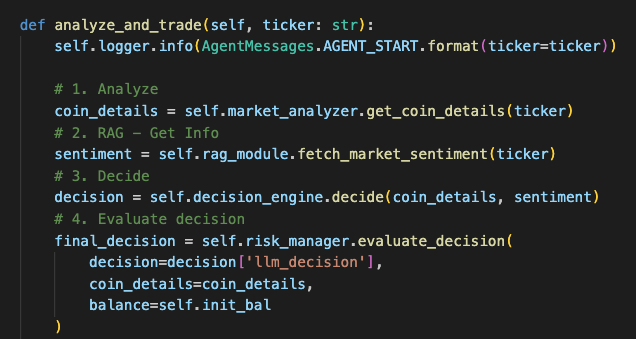 def analyze_and_trade(self, ticker: str):
    self.logger.info(AgentMessages.AGENT_START.format(ticker=ticker))

    # 1. Analyze
    coin_details = self.market_analyzer.get_coin_details(ticker)
    # 2. RAG – Get Info
    sentiment = self.rag_module.fetch_market_sentiment(ticker)
    # 3. Decide
    decision = self.decision_engine.decide(coin_details, sentiment)
    # 4. Evaluate decision
    final_decision = self.risk_manager.evaluate_decision(
        decision=decision['llm_decision'],
        coin_details=coin_details,
        balance=self.init_bal
    )